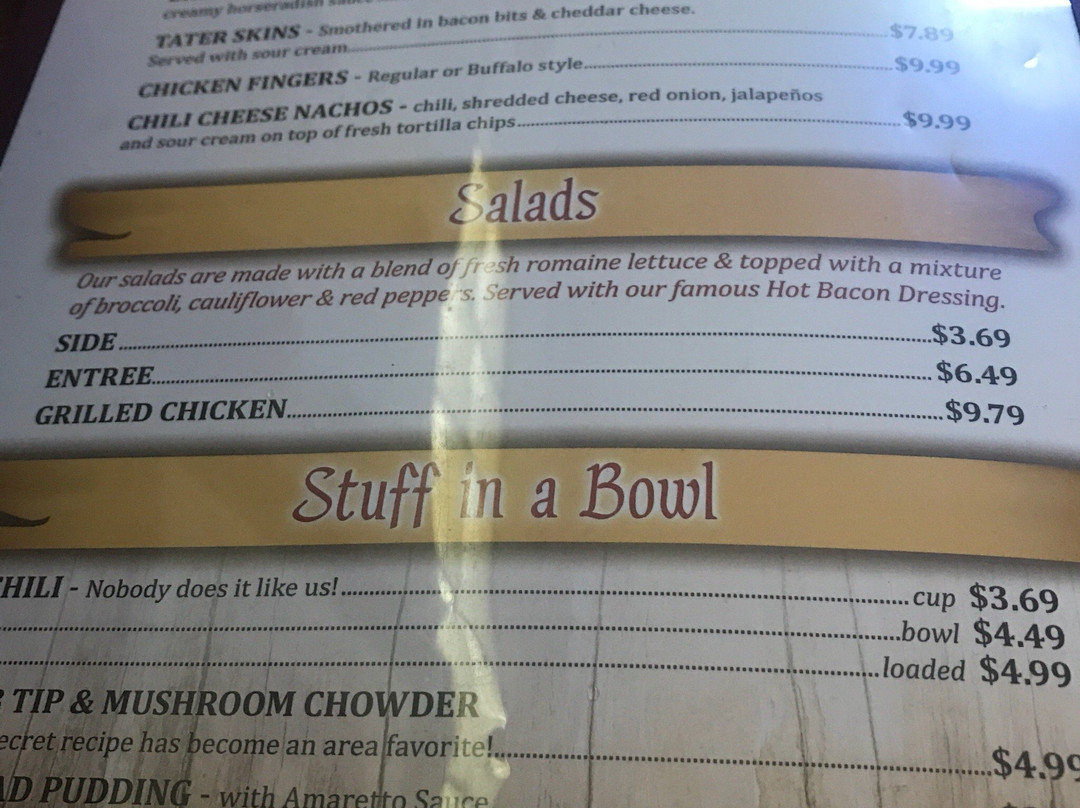 creamy horseradish sauce
TATER SKINS - Smothered in bacon bits & cheddar cheese.
Served with sour cream......$7.89
CHICKEN FINGERS - Regular or Buffalo style......$9.99
CHILI CHEESE NACHOS - chili, shredded cheese, red onion, jalapeños
and sour cream on top of fresh tortilla chips......$9.99
Salads
Our salads are made with a blend of fresh romaine lettuce & topped with a mixture
of broccoli, cauliflower & red peppers. Served with our famous Hot Bacon Dressing.
SIDE......$3.69
ENTREE......$6.49
GRILLED CHICKEN......$9.79
Stuff in a Bowl
HILI - Nobody does it like us!......cup $3.69
......bowl $4.49
......loaded $4.99
TIP & MUSHROOM CHOWDER
ecret recipe has become an area favorite!......$4.99
AD PUDDING - with Amaretto Sauce